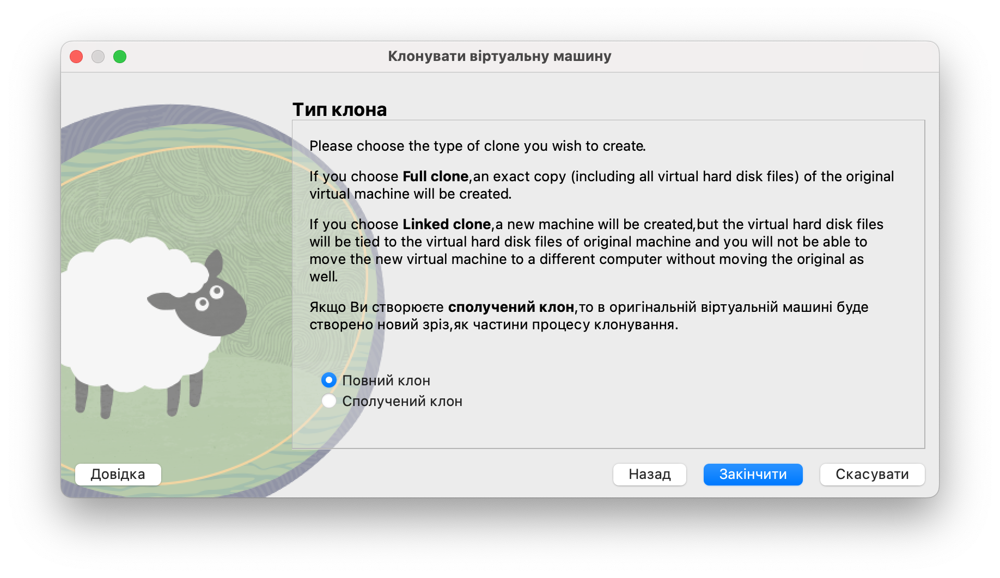 Клонувати віртуальну машину
Тип клона
Please choose the type of clone you wish to create.
If you choose Full clone,an exact copy (including all virtual hard disk files) of the original
virtual machine will be created.
If you choose Linked clone,a new machine will be created,but the virtual hard disk files
will be tied to the virtual hard disk files of original machine and you will not be able to
move the new virtual machine to a different computer without moving the original as
well.
Якщо Ви створюєте сполучений клон,то в оригінальній віртуальній машині буде
створено новий зріз,як частини процесу клонування.
Повний клон
Сполучений клон
Довідка
Назад
Закінчити
Скасувати